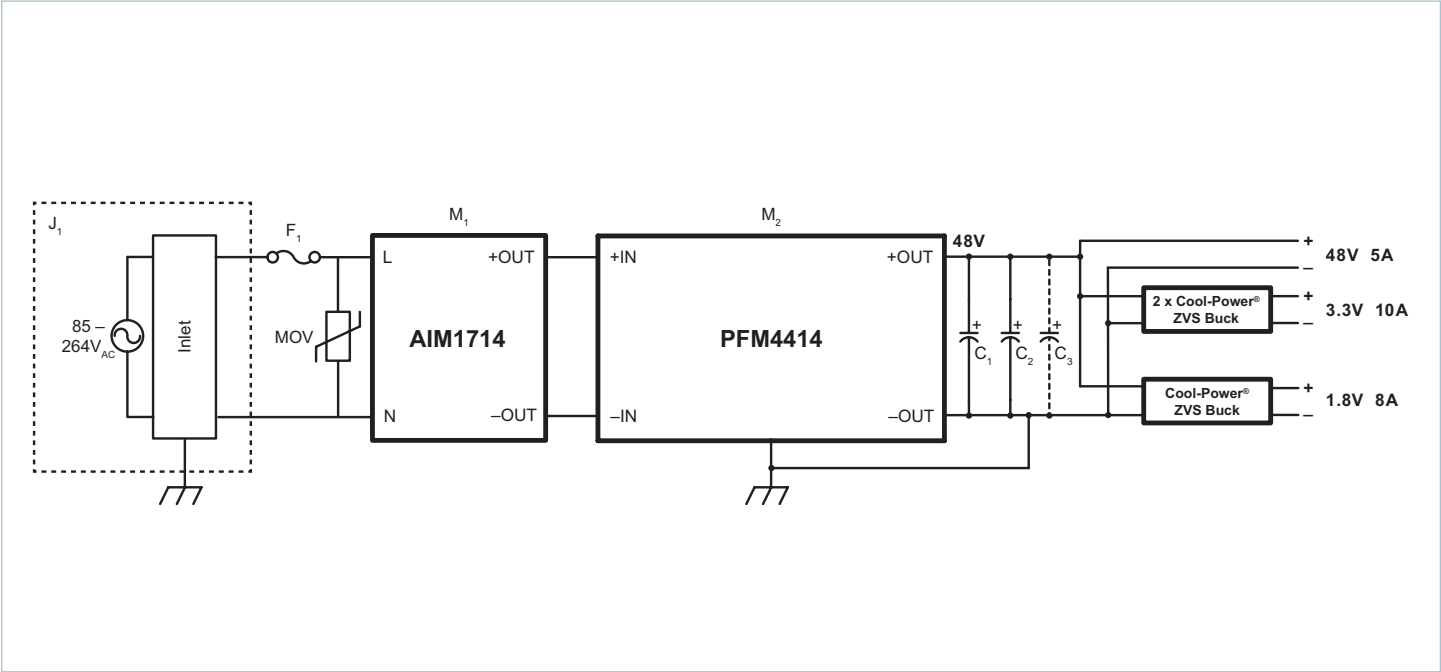 J1
85 –
264VAC
Inlet
F1
MOV
M1
L
+OUT
AIM1714
N
–OUT
M2
+IN
+OUT
PFM4414
–IN
–OUT
48V
+
C1
+
C2
+
C3
+
48V 5A
–
2 x Cool-Power®
ZVS Buck
+
3.3V 10A
–
Cool-Power®
ZVS Buck
+
1.8V 8A
–